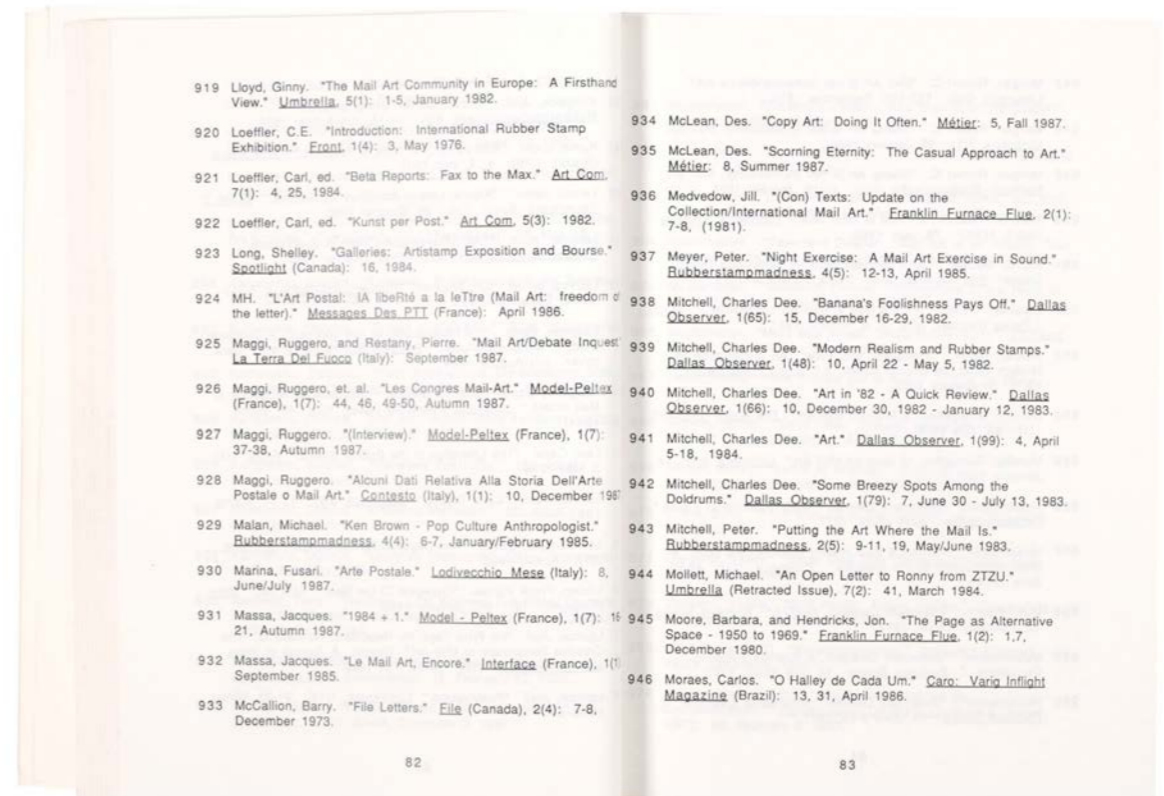 919 Lloyd, Ginny. "The Mail Art Community in Europe: A Firsthand
View." Umbrella, 5(1): 1-5, January 1982.
920 Loeffler, C.E. "Introduction: International Rubber Stamp
Exhibition." Front, 1(4): 3, May 1976.
921 Loeffler, Carl, ed. "Beta Reports: Fax to the Max." Art Com,
7(1): 4, 25, 1984.
922 Loeffler, Carl, ed. "Kunst per Post." Art Com, 5(3): 1982.
923 Long, Shelley. "Galleries: Artistamp Exposition and Bourse."
Spotlight (Canada): 16, 1984.
924 MH. "L'Art Postal: lA libeRté a la leTtre (Mail Art: freedom
the letter)." Messages Des PTT (France): April 1986.
925 Maggi, Ruggero, and Restany, Pierre. "Mail Art/Debate Inquest
La Terra Del Fuoco (Italy): September 1987.
926 Maggi, Ruggero, et. al. "Les Congres Mail-Art." Model-Peltex
(France), 1(7): 44, 46, 49-50, Autumn 1987.
927 Maggi, Ruggero. "(Interview)." Model-Peltex (France), 1(7):
37-38, Autumn 1987.
928 Maggi, Ruggero. "Alcuni Dati Relativa Alla Storia Dell'Arte
Postale o Mail Art." Contesto (Italy), 1(1): 10, December
929 Malan, Michael. "Ken Brown - Pop Culture Anthropologist."
Rubberstampmadness, 4(4): 6-7, January/February 1985.
930 Marina, Fusari. "Arte Postale." Lodivecchio Mese (Italy): 8,
June/July 1987.
931 Massa, Jacques. "1984 + 1." Model - Peltex (France), 1(7):
21, Autumn 1987.
932 Massa, Jacques. "Le Mail Art, Encore." Interface (France),
September 1985.
933 McCallion, Barry. "File Letters." File (Canada), 2(4): 7-8,
December 1973.
82
934 McLean, Des. "Copy Art: Doing It Often." Métier: 5, Fall 1987.
935 McLean, Des. "Scorning Eternity: The Casual Approach to Art."
Métier: 8, Summer 1987.
936 Medvedow, Jill. "(Con) Texts: Update on the
Collection/International Mail Art." Franklin Furnace Flue, 2(1):
7-8, (1981).
937 Meyer, Peter. "Night Exercise: A Mail Art Exercise in Sound."
Rubberstampmadness, 4(5): 12-13, April 1985.
938 Mitchell, Charles Dee. "Banana's Foolishness Pays Off." Dallas
Observer, 1(65): 15, December 16-29, 1982.
939 Mitchell, Charles Dee. "Modern Realism and Rubber Stamps."
Dallas Observer, 1(48): 10, April 22 - May 5, 1982.
940 Mitchell, Charles Dee. "Art in '82 - A Quick Review." Dallas
Observer, 1(66): 10, December 30, 1982 - January 12, 1983.
941 Mitchell, Charles Dee. "Art." Dallas Observer, 1(99): 4, April
5-18, 1984.
942 Mitchell, Charles Dee. "Some Breezy Spots Among the
Doldrums." Dallas Observer, 1(79): 7, June 30 - July 13, 1983.
943 Mitchell, Peter. "Putting the Art Where the Mail Is."
Rubberstampmadness, 2(5): 9-11, 19, May/June 1983.
944 Mollett, Michael. "An Open Letter to Ronny from ZTZU."
Umbrella (Retracted Issue), 7(2): 41, March 1984.
945 Moore, Barbara, and Hendricks, Jon. "The Page as Alternative
Space - 1950 to 1969." Franklin Furnace Flue, 1(2): 1,7,
December 1980.
946 Moraes, Carlos. "O Halley de Cada Um." Caro: Varig Inflight
Magazine (Brazil): 13, 31, April 1986.
83